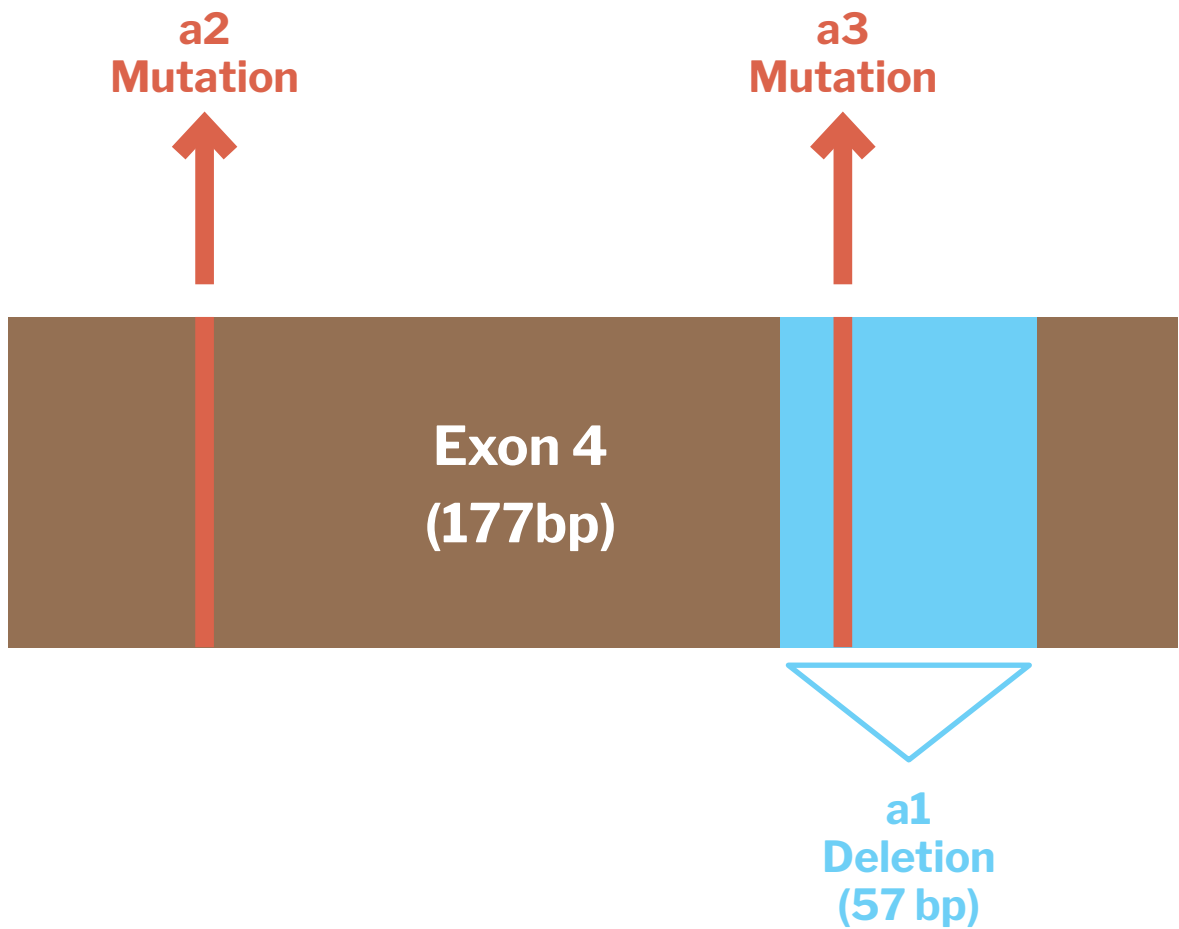 a2
Mutation
a3
Mutation
Exon 4
(177bp)
a1
Deletion
(57 bp)